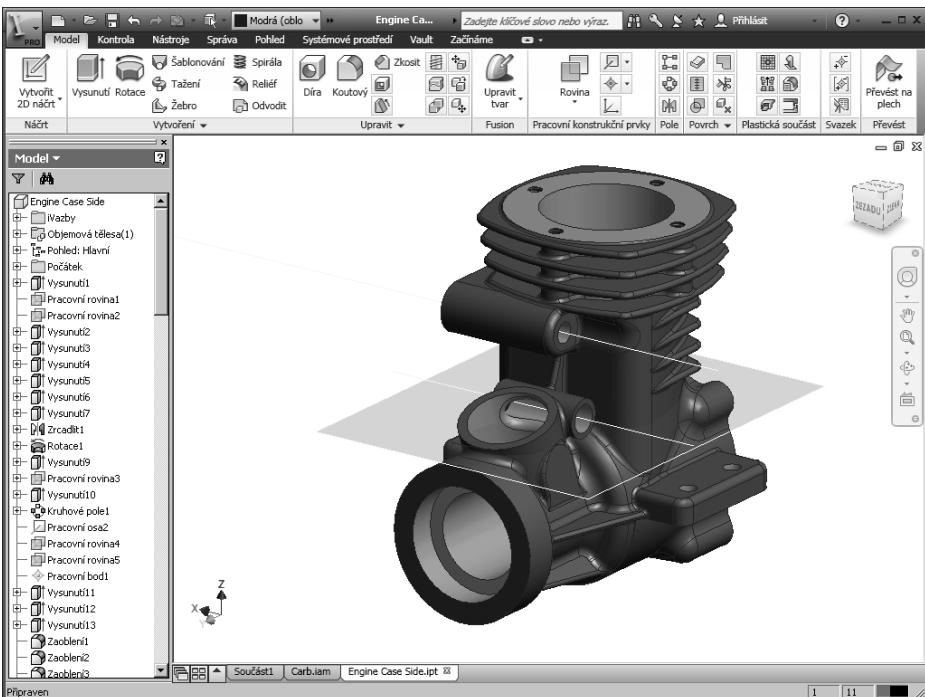 Modrá (oblo
Engine Ca...
Zadejte klíčové slovo nebo výraz.
Přihlásit
PRO
Model Kontrola Nástroje Správa Pohled Systémové prostředí Vault Začínáme
Vytvořit
2D náčrt
Vysunutí Rotace
Šablonování
Tažení
Žebro
Spirála
Reliéf
Odvodit
Díra Koutový
Zkosit
Upravit
tvar
Rovina
Převést na
plech
Náčrt
Vytvoření
Upravit
Fusion
Pracovní konstrukční prvky
Pole
Povrch
Plastická součást
Svazek
Převést
Model
Engine Case Side
iVazby
Objemová tělesa(1)
Pohled: Hlavní
Počátek
Vysunutí1
Pracovní rovina1
Pracovní rovina2
Vysunutí2
Vysunutí3
Vysunutí4
Vysunutí5
Vysunutí6
Vysunutí7
Zrcadlit1
Rotace1
Vysunutí9
Pracovní rovina3
Vysunutí10
Kruhové pole1
Pracovní osa2
Pracovní rovina4
Pracovní rovina5
Pracovní bod1
Vysunutí11
Vysunutí12
Vysunutí13
Zaoblení1
Zaoblení2
Zaoblení3
ZEZADU
Z
X
Y
Součást1 Carb.iam Engine Case Side.ipt
Připraven
1 11